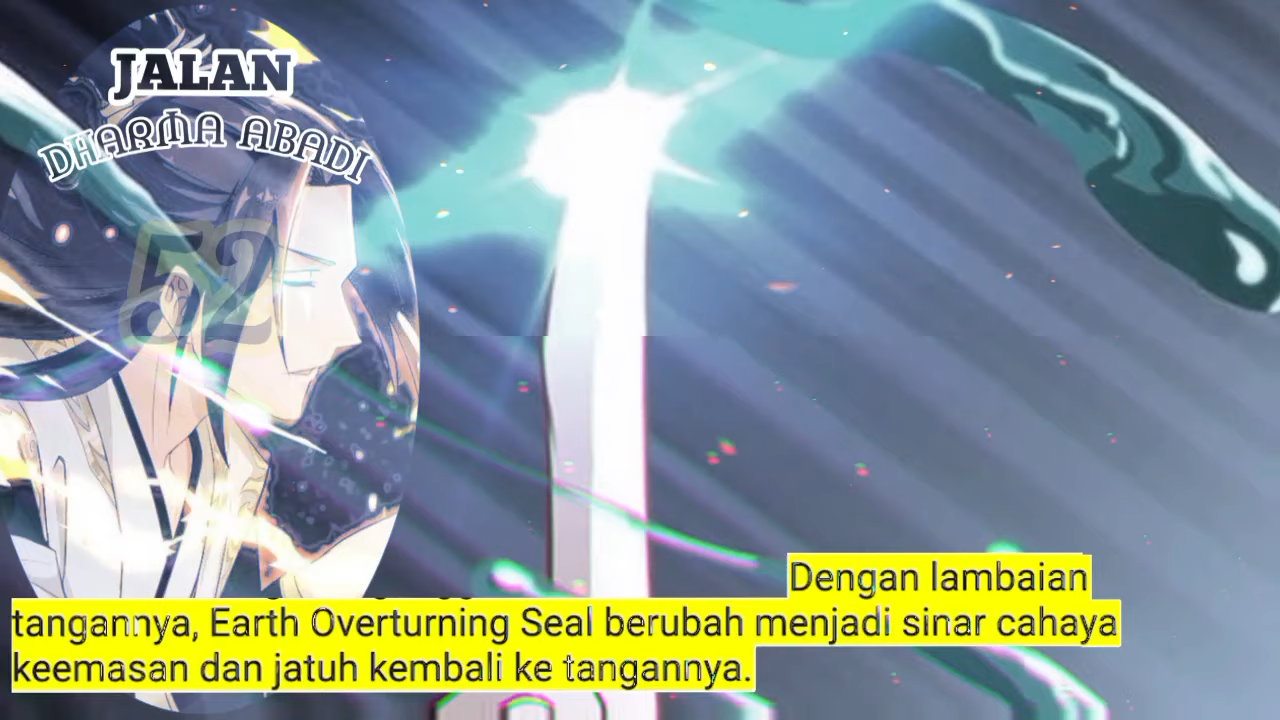 JALAN
DHARMA ABADI
52
Dengan lambaian
tangannya, Earth Overturning Seal berubah menjadi sinar cahaya
keemasan dan jatuh kembali ke tangannya.